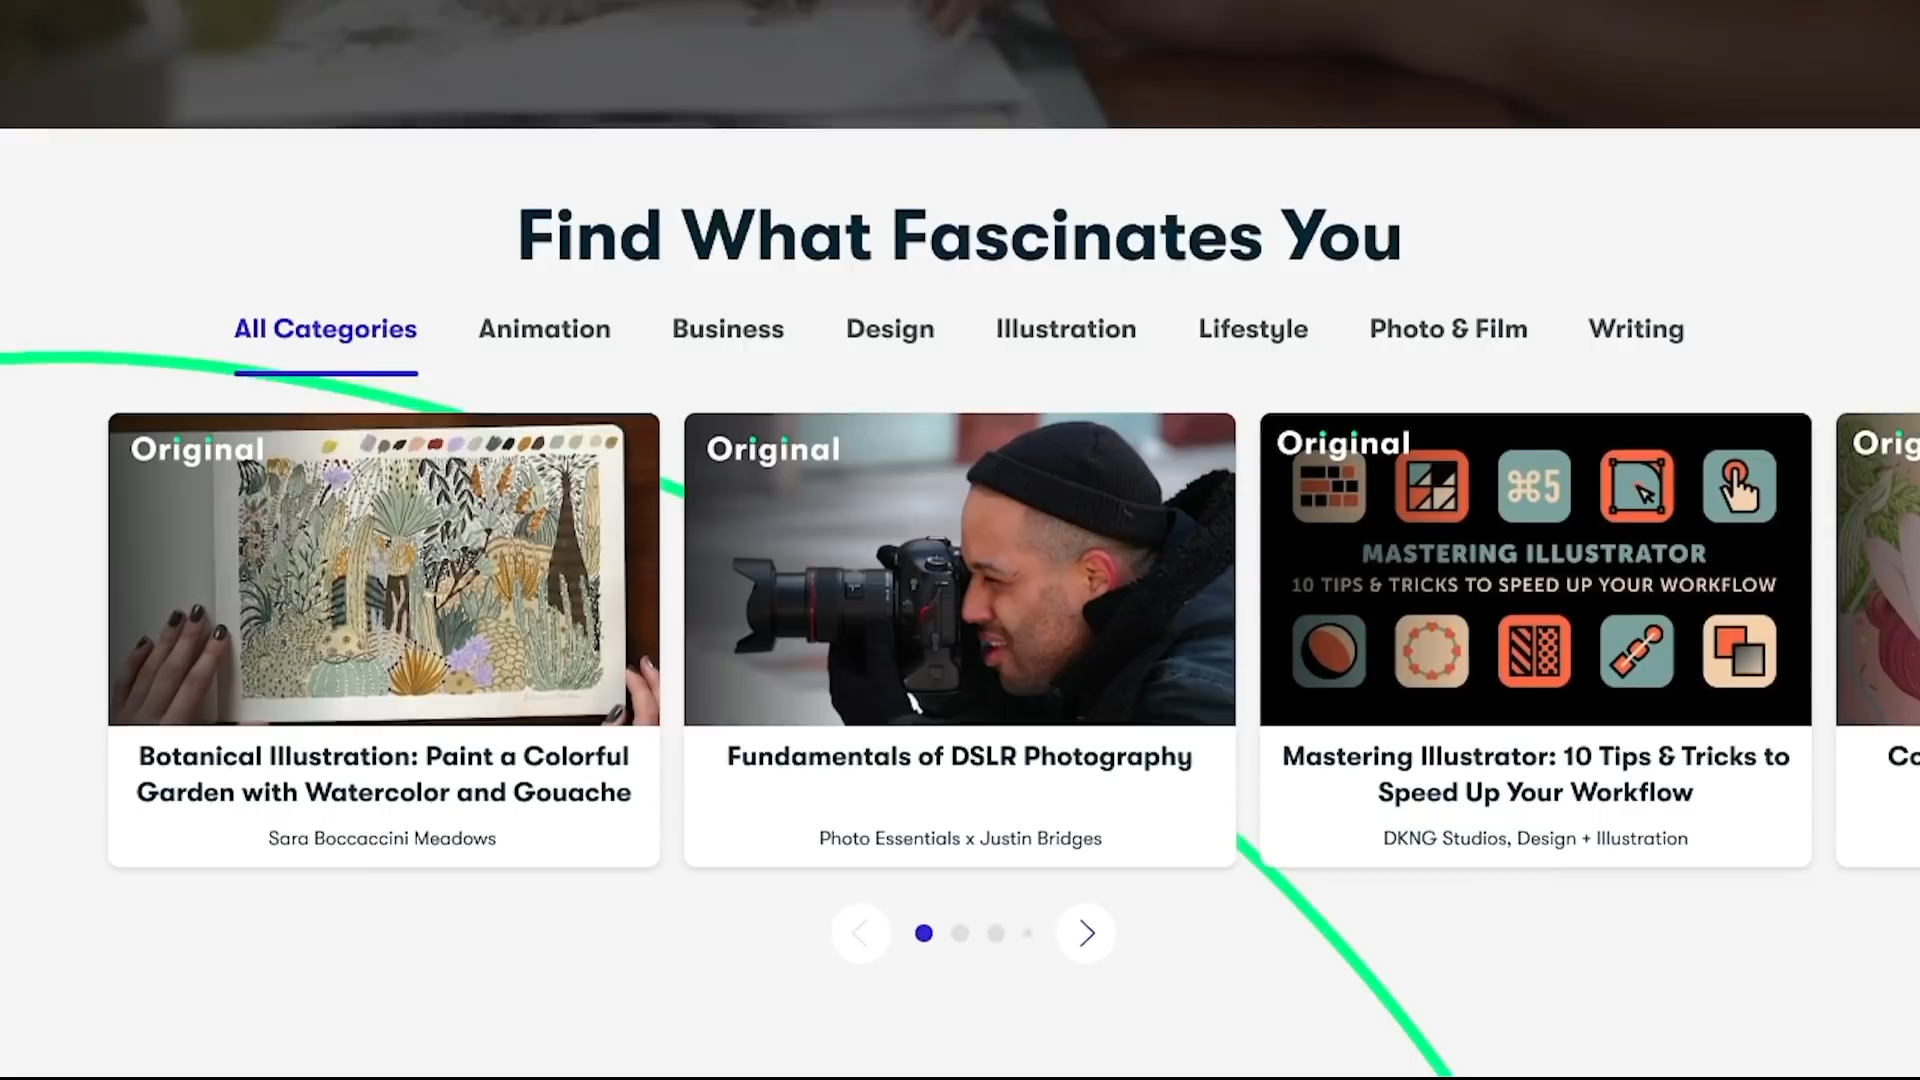 Find What Fascinates You
All Categories
Animation
Business
Design
Illustration
Lifestyle
Photo & Film
Writing
Original
Botanical Illustration: Paint a Colorful
Garden with Watercolor and Gouache
Sara Boccaccini Meadows
Original
Fundamentals of DSLR Photography
Photo Essentials x Justin Bridges
Original
⌘5
MASTERING ILLUSTRATOR
10 TIPS & TRICKS TO SPEED UP YOUR WORKFLOW
Mastering Illustrator: 10 Tips & Tricks to
Speed Up Your Workflow
DKNG Studios, Design + Illustration
Orig
Co